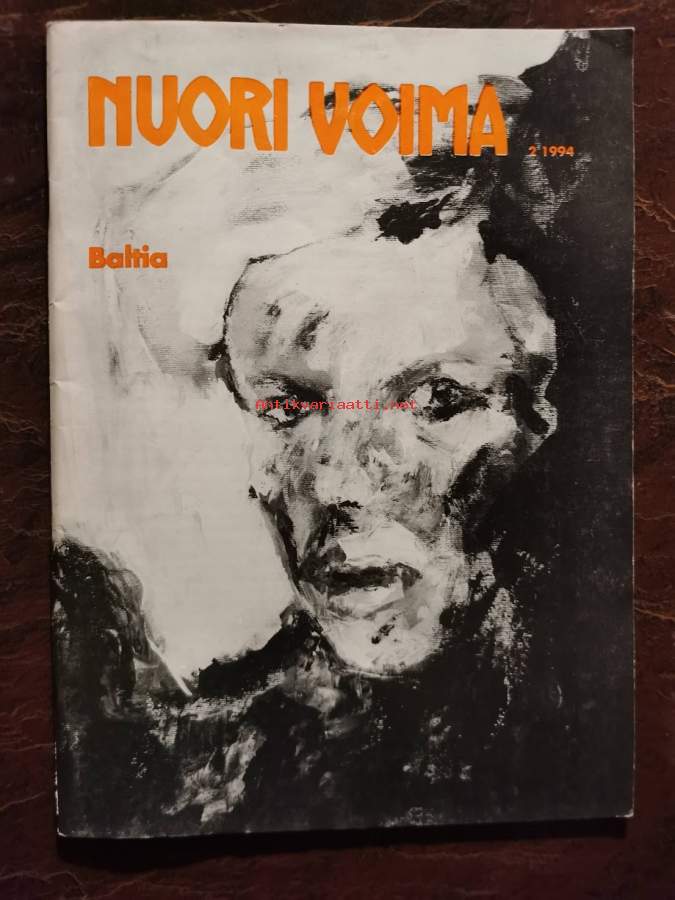 NUORI VOIMA
2 1994
Baltia
Antikvariaatti.net